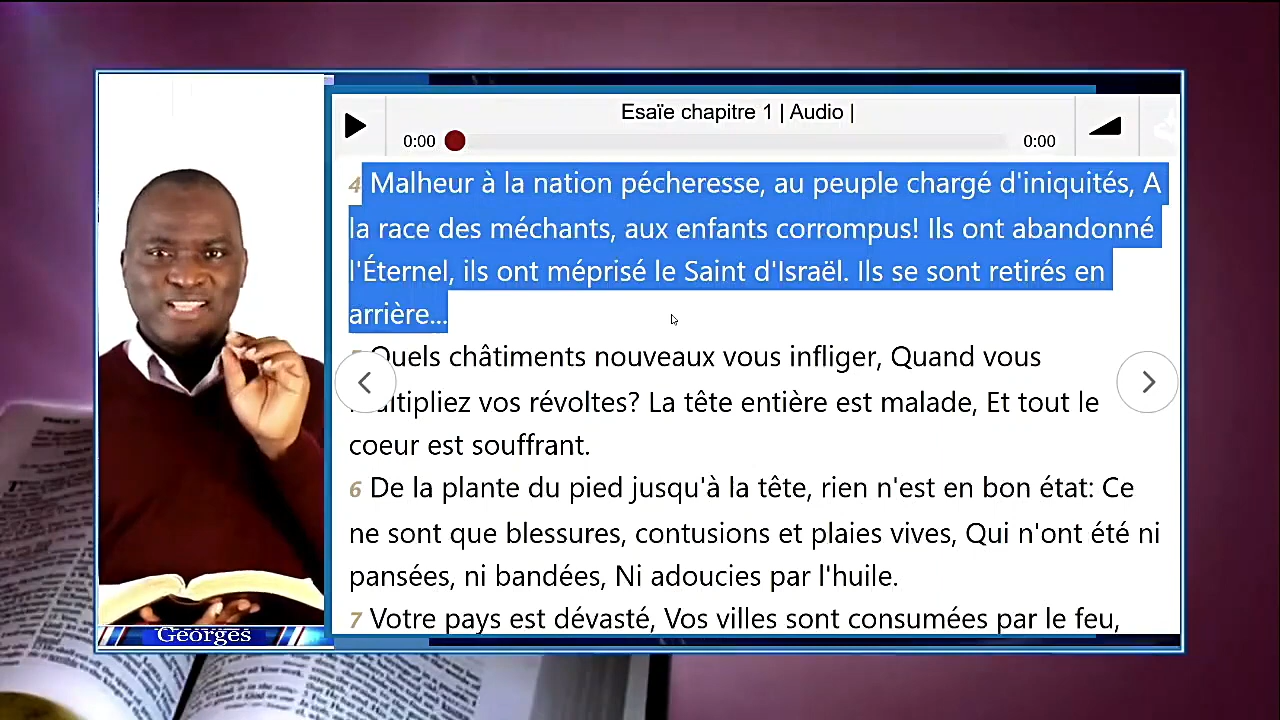 Esaïe chapitre 1 | Audio |
0:00
0:00
4 Malheur à la nation pécheresse, au peuple chargé d'iniquités, A
la race des méchants, aux enfants corrompus! Ils ont abandonné
l'Éternel, ils ont méprisé le Saint d'Israël. Ils se sont retirés en
arrière...
Quels châtiments nouveaux vous infliger, Quand vous
vos révoltes? La tête entière est malade, Et tout le
coeur est souffrant.
6 De la plante du pied jusqu'à la tête, rien n'est en bon état: Ce
ne sont que blessures, contusions et plaies vives, Qui n'ont été ni
pansées, ni bandées, Ni adoucies par l'huile.
7 Votre pays est dévasté, Vos villes sont consumées par le feu,
Georges